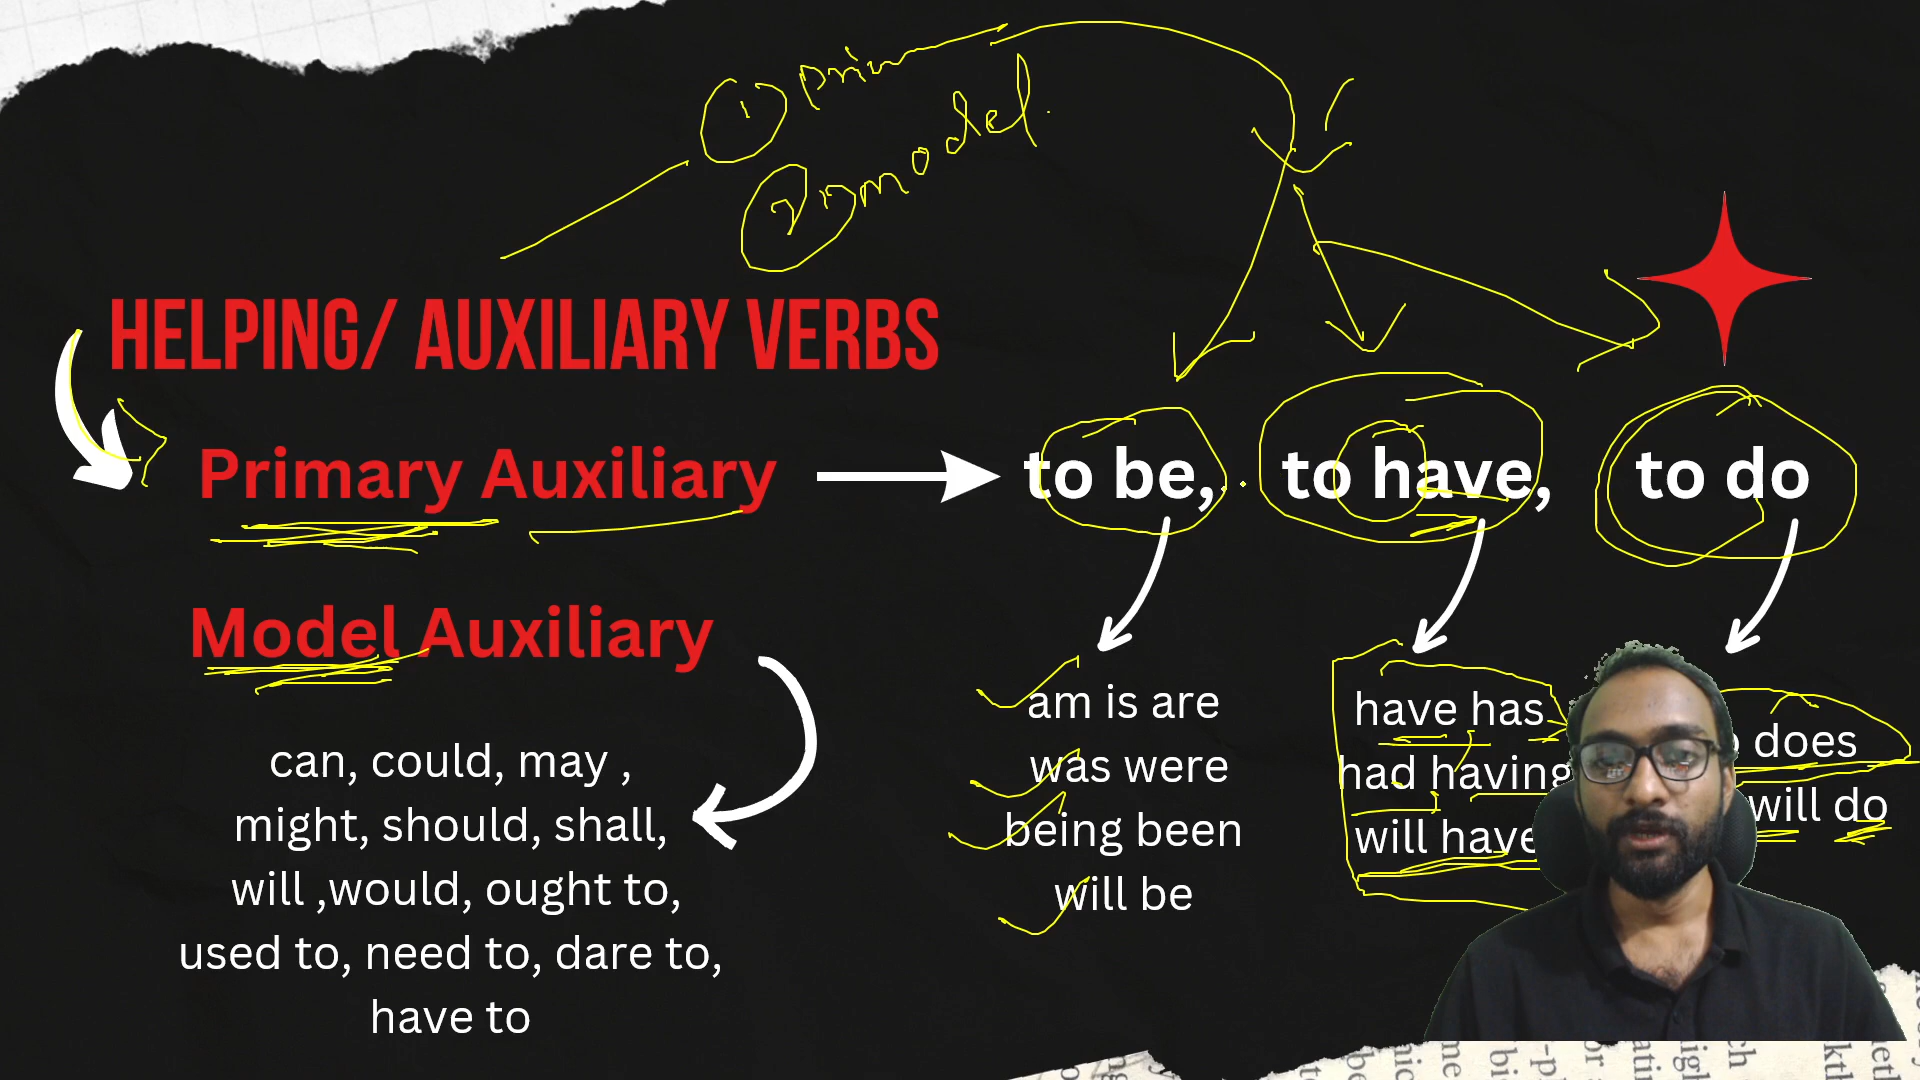 ① prim
② model.
HELPING/ AUXILIARY VERBS
Primary Auxiliary
to be, to have, to do
Model Auxiliary
can, could, may ,
might, should, shall,
will ,would, ought to,
used to, need to, dare to,
have to
am is are
was were
being been
will be
have has
had having
will have
does
will do